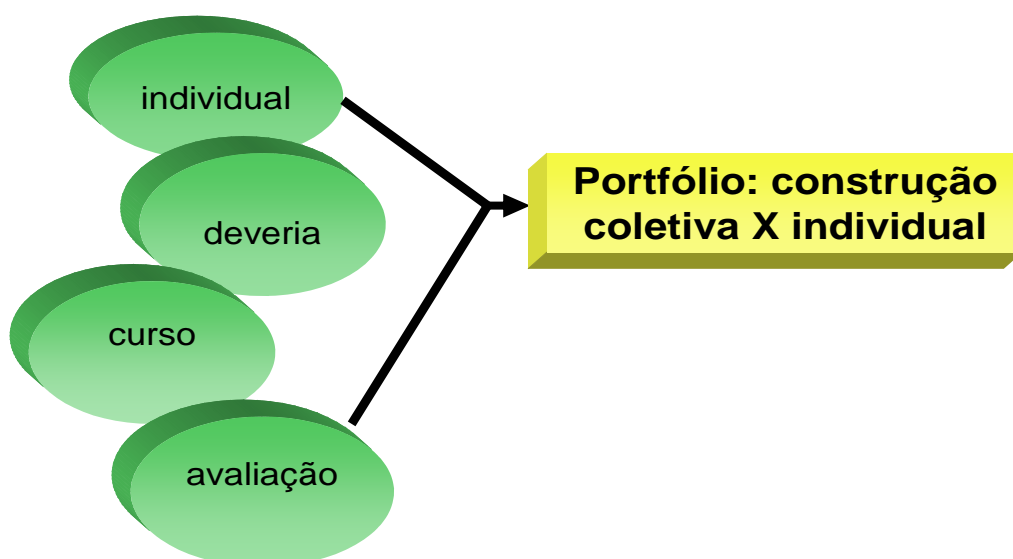 individual
deveria
curso
avaliação
Portfólio: construção
coletiva X individual